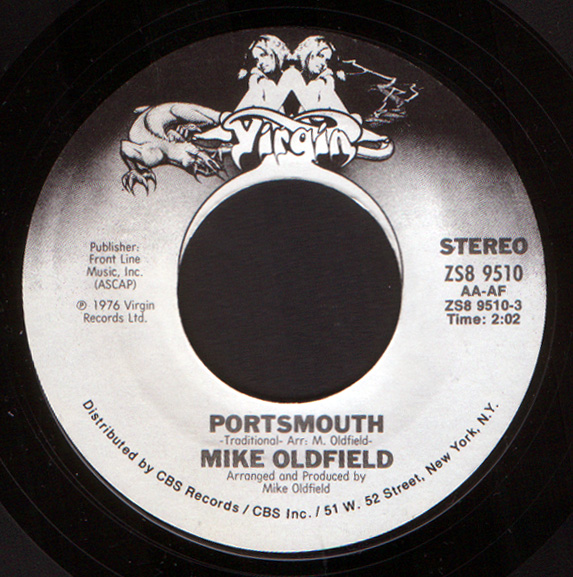 Virgin
Publisher:
Front Line
Music, Inc.
(ASCAP)
℗ 1976 Virgin
Records Ltd.
STEREO
ZS8 9510
AA-AF
ZS8 9510-3
Time: 2:02
PORTSMOUTH
-Traditional- Arr: M. Oldfield-
MIKE OLDFIELD
Arranged and Produced by
Mike Oldfield
Distributed by CBS Records / CBS Inc. / 51 W. 52 Street, New York, N.Y.